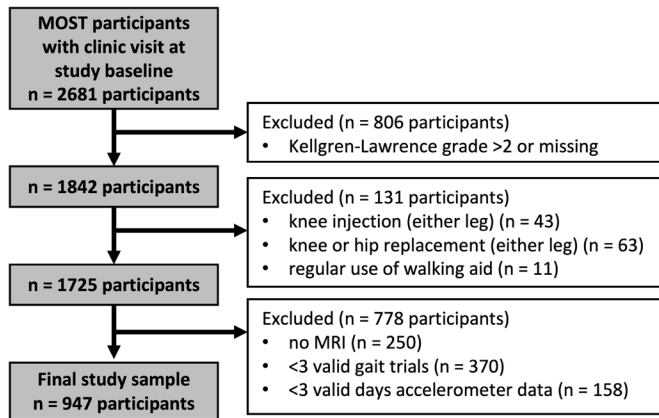 MOST participants
with clinic visit at
study baseline
n = 2681 participants
Excluded (n = 806 participants)
• Kellgren-Lawrence grade >2 or missing
n = 1842 participants
Excluded (n = 131 participants)
• knee injection (either leg) (n = 43)
• knee or hip replacement (either leg) (n = 63)
• regular use of walking aid (n = 11)
n = 1725 participants
Excluded (n = 778 participants)
• no MRI (n = 250)
• <3 valid gait trials (n = 370)
• <3 valid days accelerometer data (n = 158)
Final study sample
n = 947 participants